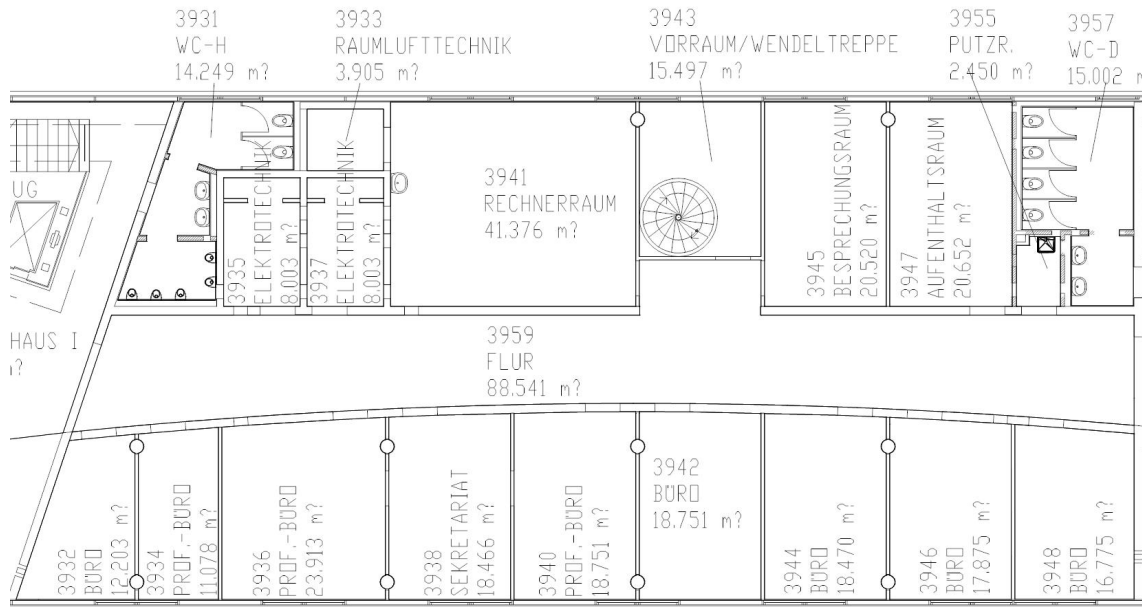 3931
WC-H
14.249 m?
3933
RAUMLUFTTECHNIK
3.905 m?
3943
VORRAUM/WENDELTREPPE
15.497 m?
3955
PUTZR.
2.450 m?
3957
WC-D
15.002 m
UG
3935
ELEKTROTECHNIK
8.003 m?
3937
ELEKTROTECHNIK
8.003 m?
3941
RECHNERRAUM
41.376 m?
3945
BESPRECHUNGSRAUM
20.520 m?
3947
AUFENTHALTSRAUM
20.652 m?
HAUS I
m?
3959
FLUR
88.541 m?
3932
BÜRO
12.203 m?
3934
PROF.-BÜRO
11.078 m?
3936
PROF.-BÜRO
23.913 m?
3938
SEKRETARIAT
18.466 m?
3940
PROF.-BÜRO
18.751 m?
3942
BÜRO
18.751 m?
3944
BÜRO
18.470 m?
3946
BÜRO
17.875 m?
3948
BÜRO
16.775 m?